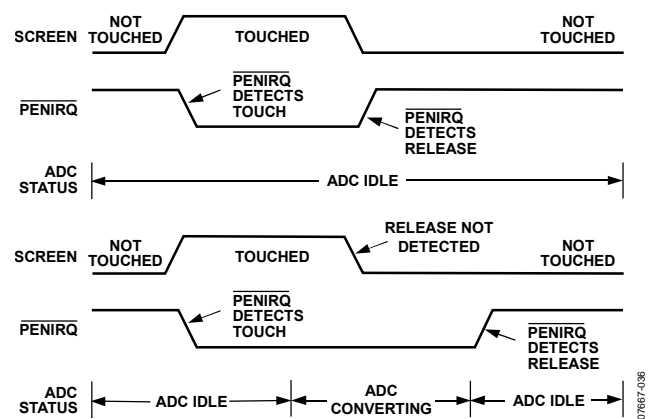 SCREEN
NOT
TOUCHED
TOUCHED
NOT
TOUCHED
PENIRQ
PENIRQ
DETECTS
TOUCH
PENIRQ
DETECTS
RELEASE
ADC
STATUS
ADC IDLE
SCREEN
NOT
TOUCHED
TOUCHED
RELEASE NOT
DETECTED
NOT
TOUCHED
PENIRQ
PENIRQ
DETECTS
TOUCH
PENIRQ
DETECTS
RELEASE
ADC
STATUS
ADC IDLE
ADC
CONVERTING
ADC IDLE
07667-036